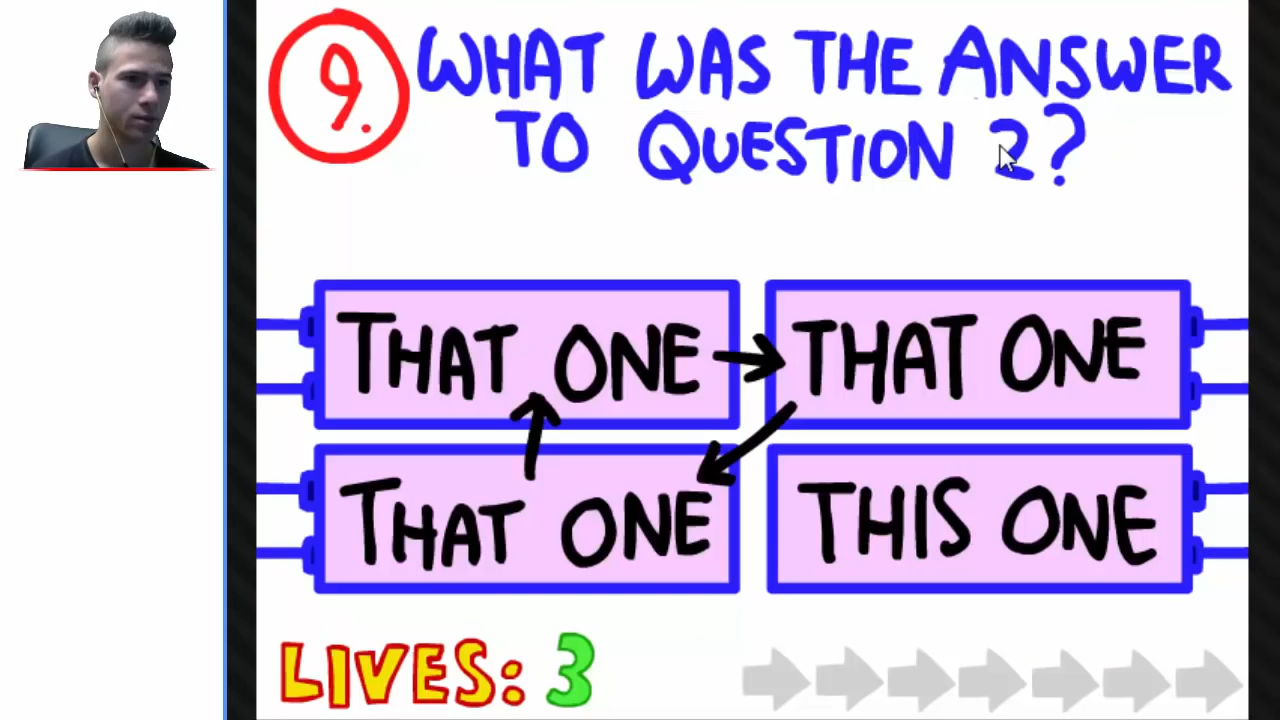 9. WHAT WAS THE ANSWER
TO QUESTION 2?
THAT ONE THAT ONE
THAT ONE THIS ONE
LIVES: 3